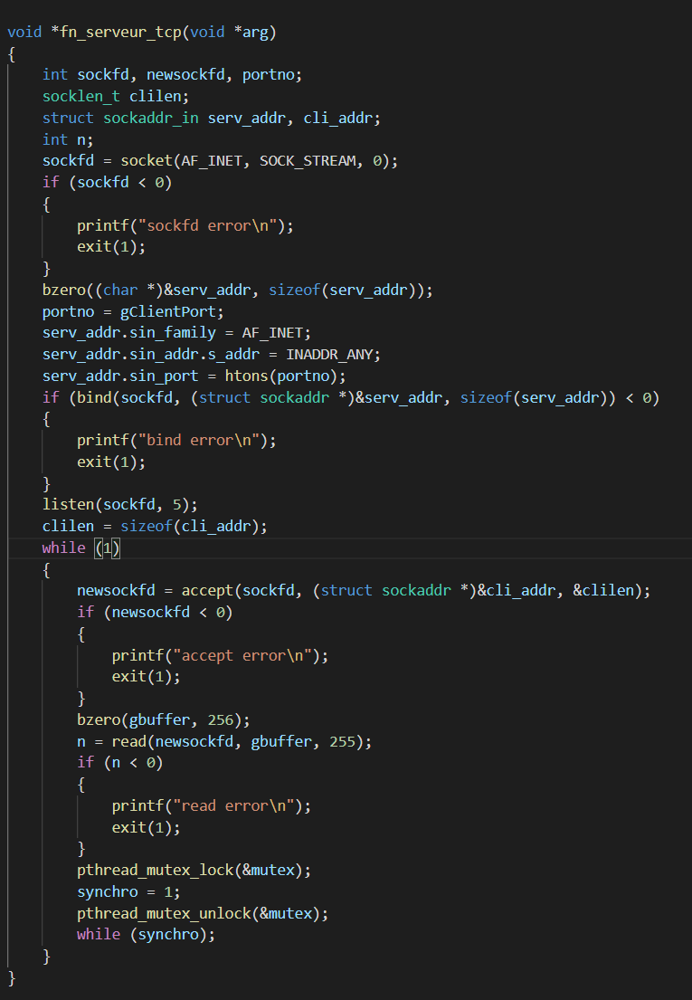 void *fn_serveur_tcp(void *arg)
{
    int sockfd, newsockfd, portno;
    socklen_t clilen;
    struct sockaddr_in serv_addr, cli_addr;
    int n;
    sockfd = socket(AF_INET, SOCK_STREAM, 0);
    if (sockfd < 0)
    {
        printf("sockfd error\n");
        exit(1);
    }
    bzero((char *)&serv_addr, sizeof(serv_addr));
    portno = gClientPort;
    serv_addr.sin_family = AF_INET;
    serv_addr.sin_addr.s_addr = INADDR_ANY;
    serv_addr.sin_port = htons(portno);
    if (bind(sockfd, (struct sockaddr *)&serv_addr, sizeof(serv_addr)) < 0)
    {
        printf("bind error\n");
        exit(1);
    }
    listen(sockfd, 5);
    clilen = sizeof(cli_addr);
    while (1)
    {
        newsockfd = accept(sockfd, (struct sockaddr *)&cli_addr, &clilen);
        if (newsockfd < 0)
        {
            printf("accept error\n");
            exit(1);
        }
        bzero(gbuffer, 256);
        n = read(newsockfd, gbuffer, 255);
        if (n < 0)
        {
            printf("read error\n");
            exit(1);
        }
        pthread_mutex_lock(&mutex);
        synchro = 1;
        pthread_mutex_unlock(&mutex);
        while (synchro);
    }
}